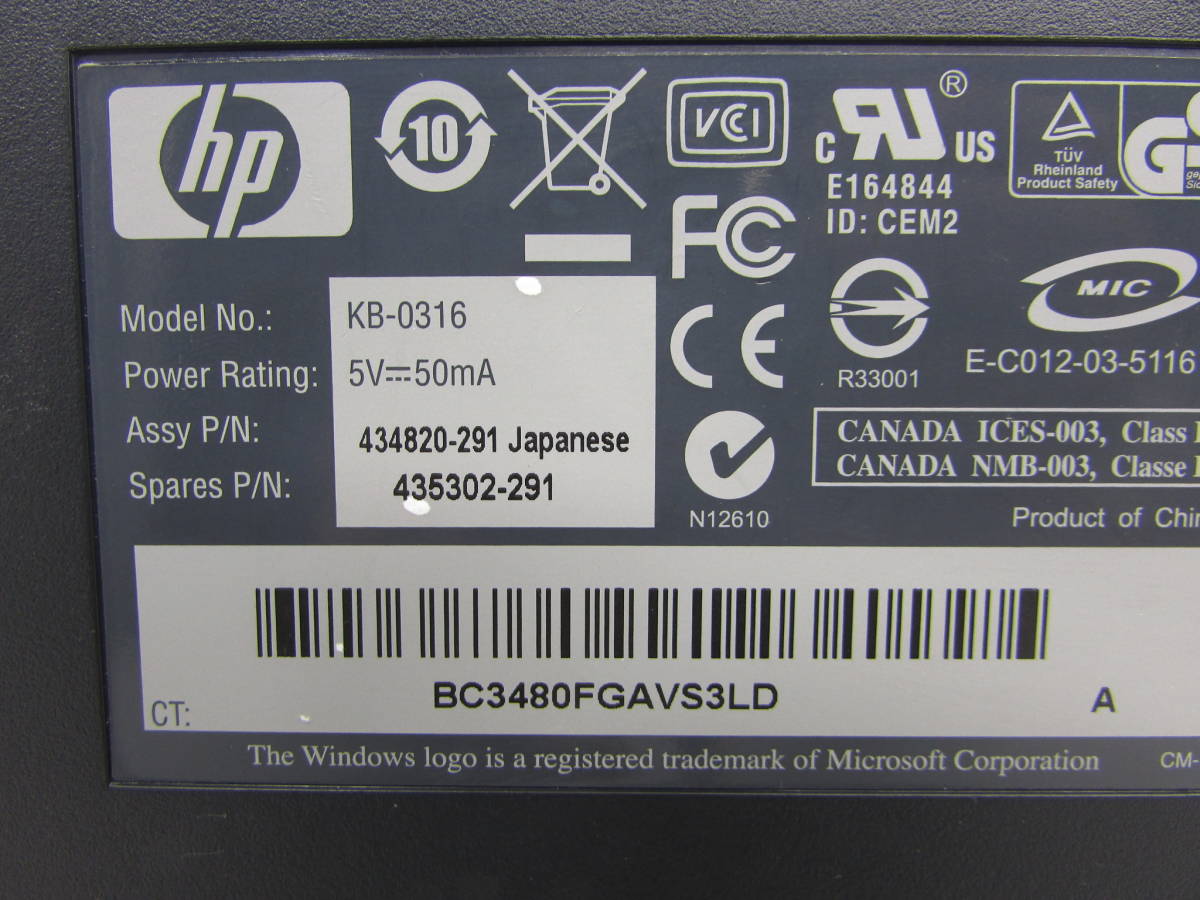 hp
10
VCCI
FC
CE
c RU US ®
E164844
ID: CEM2
TÜV
Rheinland
Product Safety
MIC
R33001
E-C012-03-5116
Model No.: KB-0316
Power Rating: 5V⎓50mA
Assy P/N: 434820-291 Japanese
Spares P/N: 435302-291
N12610
CANADA ICES-003, Class
CANADA NMB-003, Classe
Product of Chin
BC3480FGAVS3LD A
CT:
The Windows logo is a registered trademark of Microsoft Corporation CM-